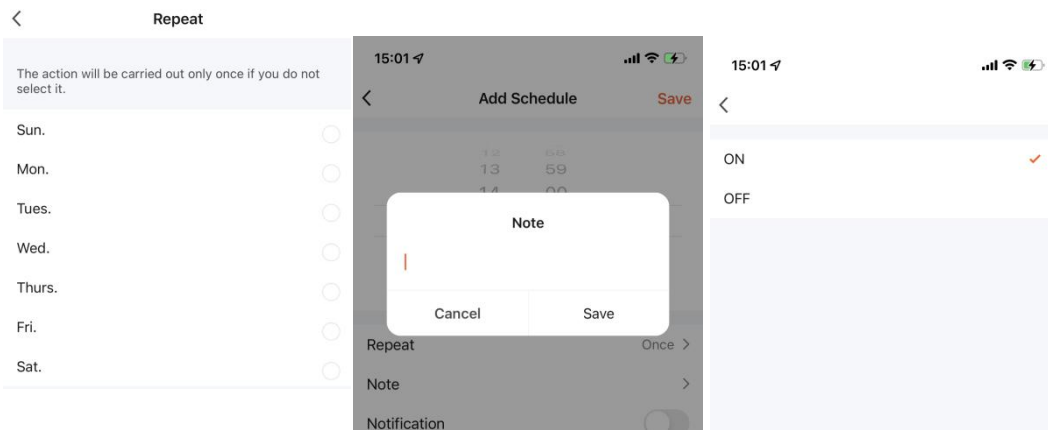 Repeat
The action will be carried out only once if you do not
select it.
Sun.
Mon.
Tues.
Wed.
Thurs.
Fri.
Sat.
15:01
Add Schedule Save
13 59
Note
Cancel Save
Repeat Once
Note
Notification
15:01
ON
OFF